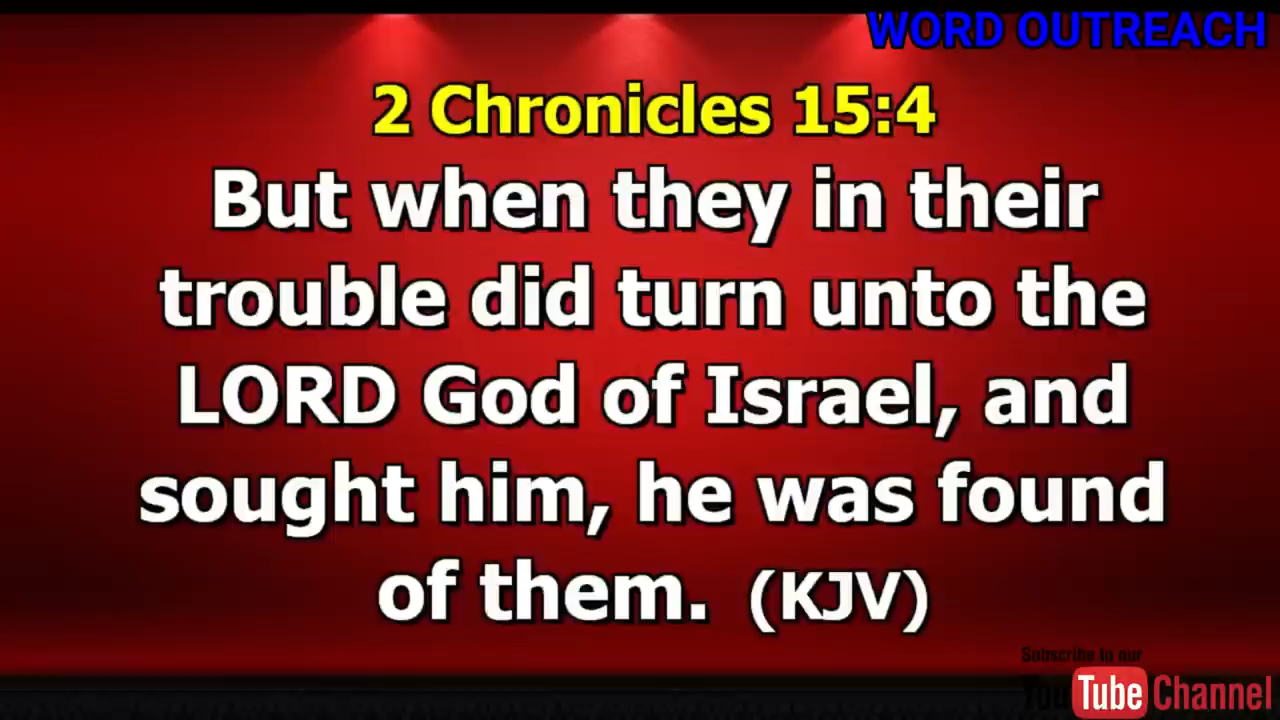 WORD OUTREACH
2 Chronicles 15:4
But when they in their
trouble did turn unto the
LORD God of Israel, and
sought him, he was found
of them. (KJV)
Subscribe to our
YouTube Channel